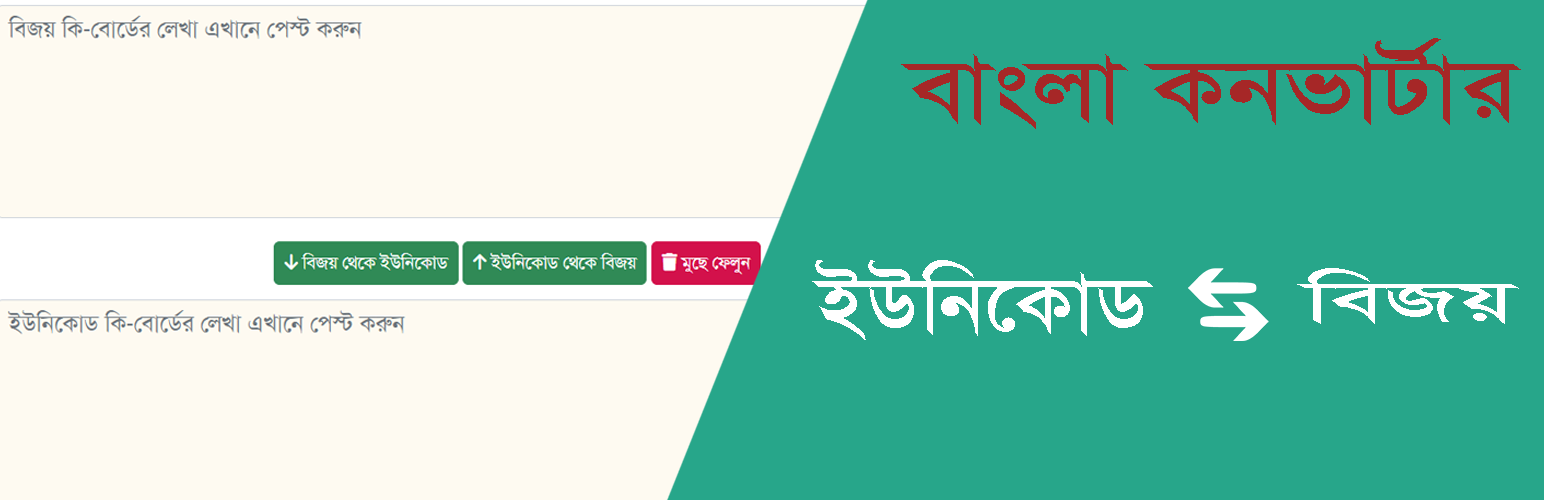 বিজয় কি-বোর্ডের লেখা এখানে পেস্ট করুন
বিজয় থেকে ইউনিকোড
ইউনিকোড থেকে বিজয়
মুছে ফেলুন
ইউনিকোড কি-বোর্ডের লেখা এখানে পেস্ট করুন
বাংলা কনভার্টার
ইউনিকোড
বিজয়